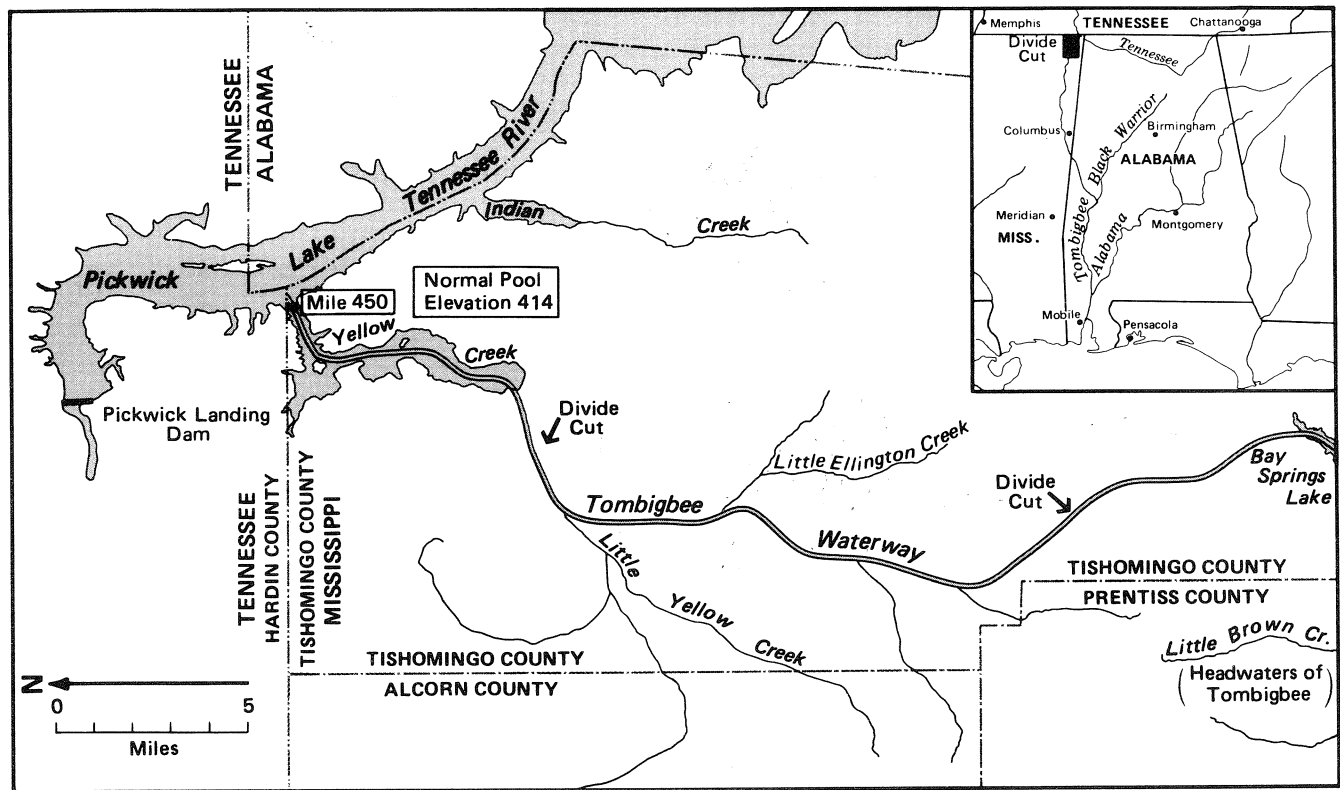 TENNESSEE
ALABAMA
Tennessee River
Lake
Pickwick
Indian
Creek
Mile 450
Normal Pool
Elevation 414
Yellow
Creek
Pickwick Landing
Dam
Divide
Cut
Little Ellington Creek
Tombigbee
Waterway
Divide
Cut
Bay
Springs
Lake
Little
Yellow
Creek
TENNESSEE
HARDIN COUNTY
TISHOMINGO COUNTY
MISSISSIPPI
TISHOMINGO COUNTY
ALCORN COUNTY
TISHOMINGO COUNTY
PRENTISS COUNTY
Little Brown Cr.
(Headwaters of
Tombigbee)
N
0 5
Miles
Memphis
TENNESSEE
Chattanooga
Divide
Cut
Tennessee
Columbus
Black Warrior
Birmingham
ALABAMA
Meridian
MISS.
Tombigbee
Alabama
Montgomery
Mobile
Pensacola